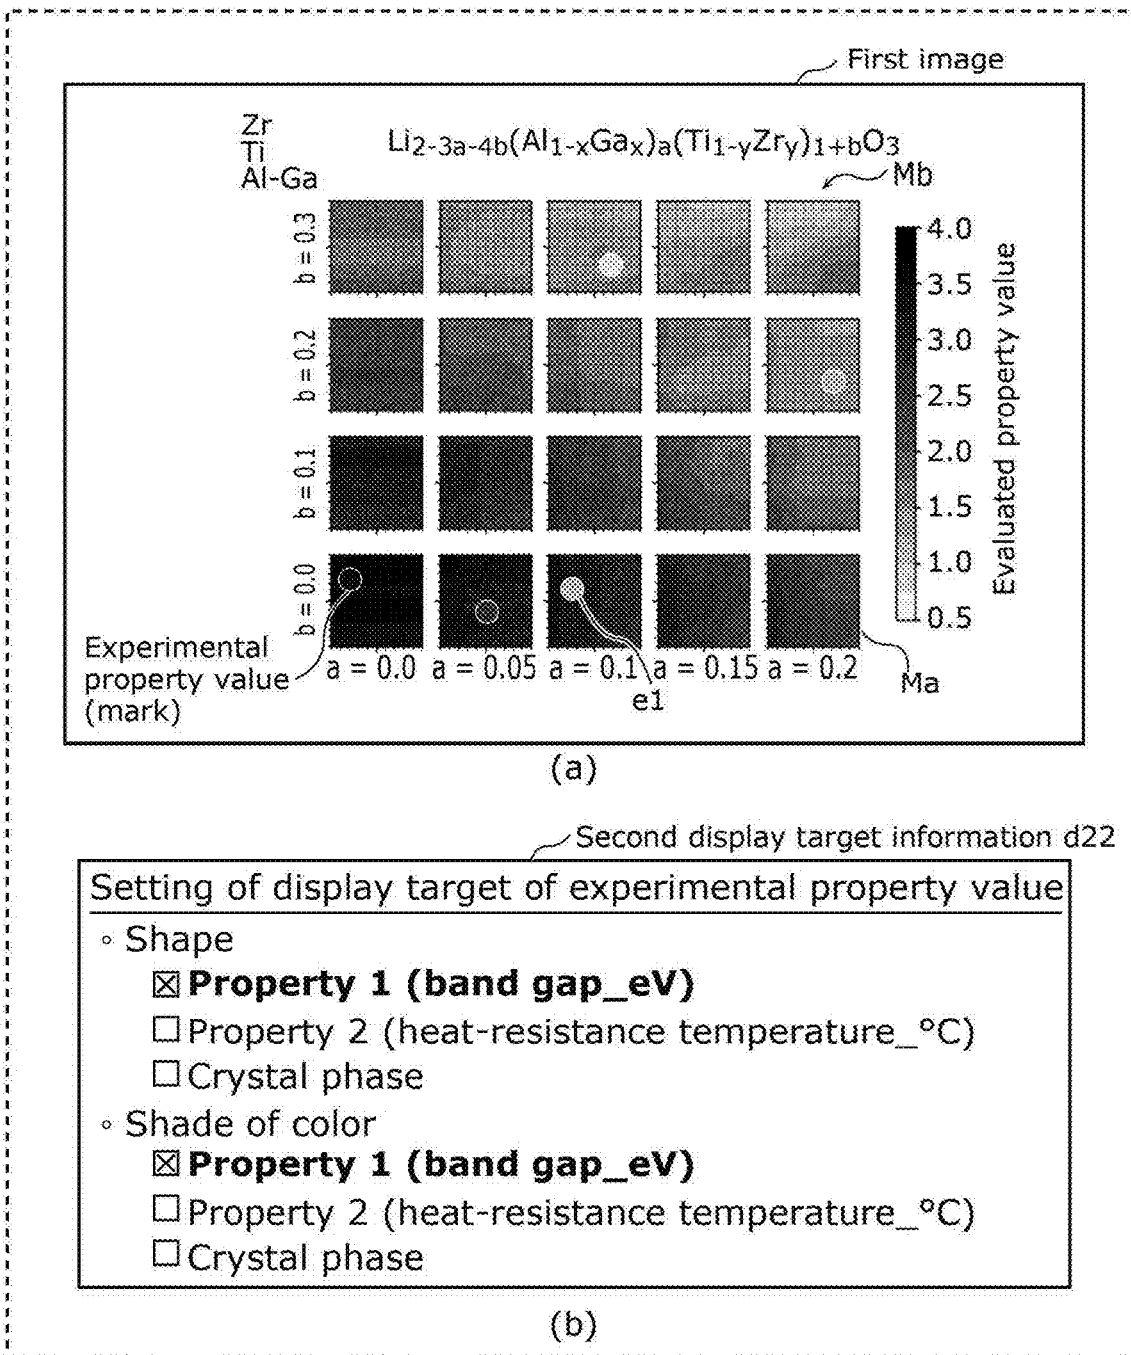 First image
Zr
Ti
Al-Ga
Li2-3a-4b(Al1-xGax)a(Ti1-yZry)1+bO3
Mb
b = 0.3
b = 0.2
b = 0.1
b = 0.0
4.0
3.5
3.0
2.5
2.0
1.5
1.0
0.5
Evaluated property value
Experimental
property value
(mark)
a = 0.0 a = 0.05 a = 0.1 a = 0.15 a = 0.2
e1
Ma
(a)
Second display target information d22
Setting of display target of experimental property value
∘ Shape
☒ Property 1 (band gap_eV)
☐ Property 2 (heat-resistance temperature_°C)
☐ Crystal phase
∘ Shade of color
☒ Property 1 (band gap_eV)
☐ Property 2 (heat-resistance temperature_°C)
☐ Crystal phase
(b)